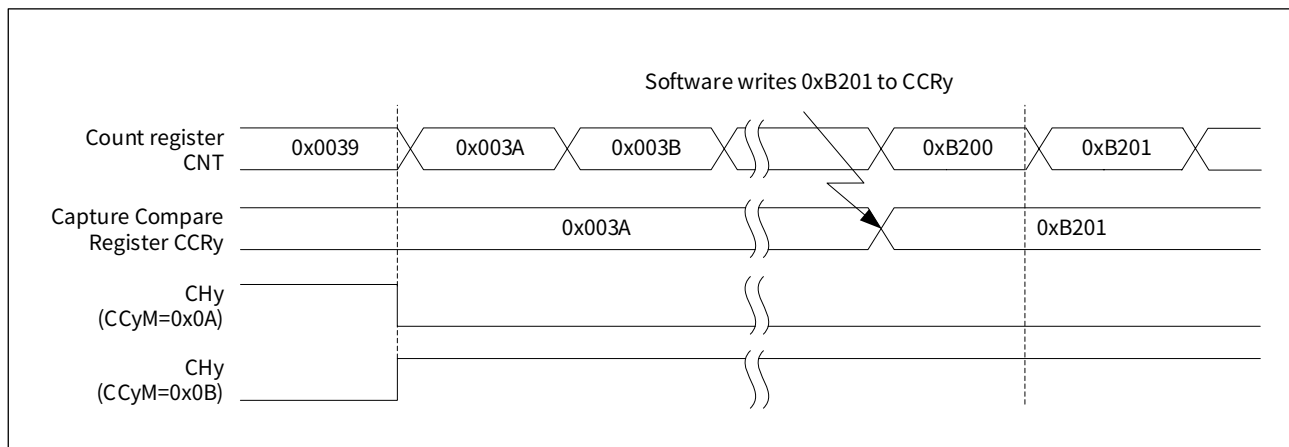 Software writes 0xB201 to CCRy
Count register
CNT
0x0039
0x003A
0x003B
0xB200
0xB201
Capture Compare
Register CCRy
0x003A
0xB201
CHy
(CCyM=0x0A)
CHy
(CCyM=0x0B)